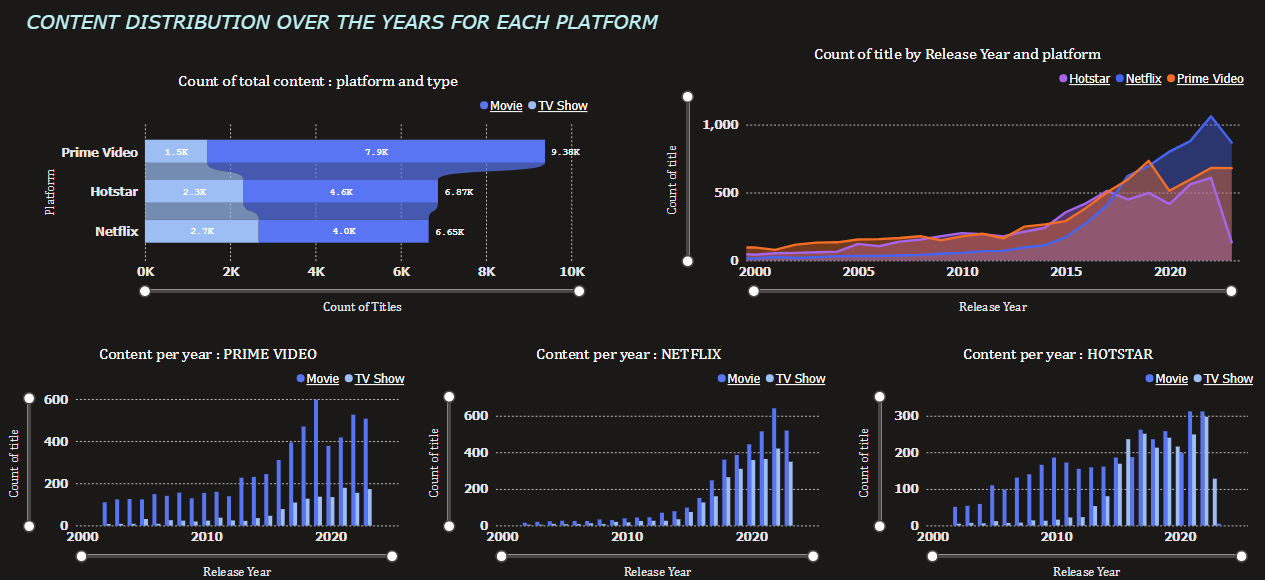 CONTENT DISTRIBUTION OVER THE YEARS FOR EACH PLATFORM
Count of total content : platform and type
Movie TV Show
Platform
Prime Video 1.5K 7.9K 9.38K
Hotstar 2.3K 4.6K 6.87K
Netflix 2.7K 4.0K 6.65K
0K 2K 4K 6K 8K 10K
Count of Titles
Count of title by Release Year and platform
Hotstar Netflix Prime Video
Count of title
1,000
500
0
2000 2005 2010 2015 2020
Release Year
Content per year : PRIME VIDEO
Movie TV Show
Count of title
600
400
200
0
2000 2010 2020
Release Year
Content per year : NETFLIX
Movie TV Show
Count of title
600
400
200
0
2000 2010 2020
Release Year
Content per year : HOTSTAR
Movie TV Show
Count of title
300
200
100
0
2000 2010 2020
Release Year